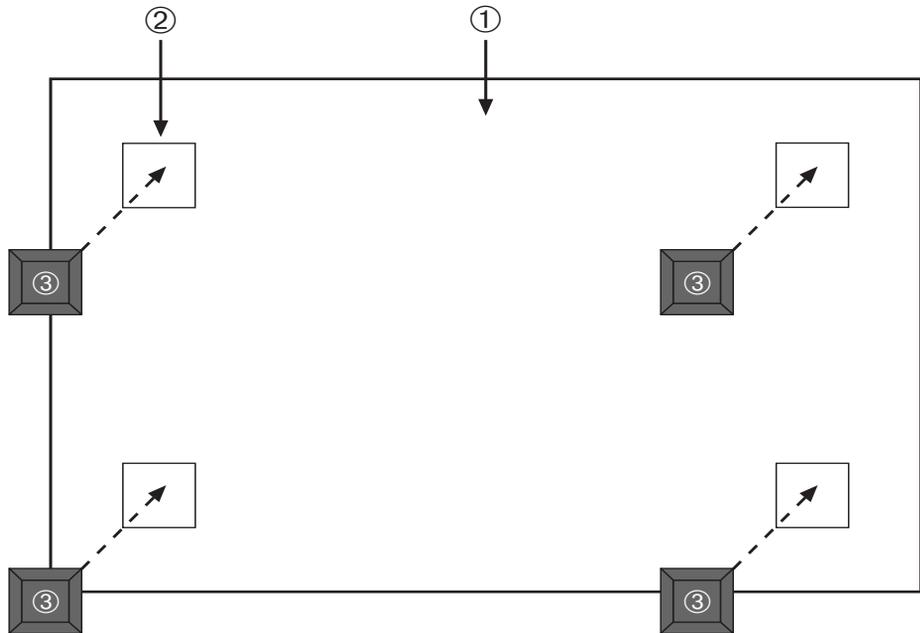 ② ①
③ ③
③ ③